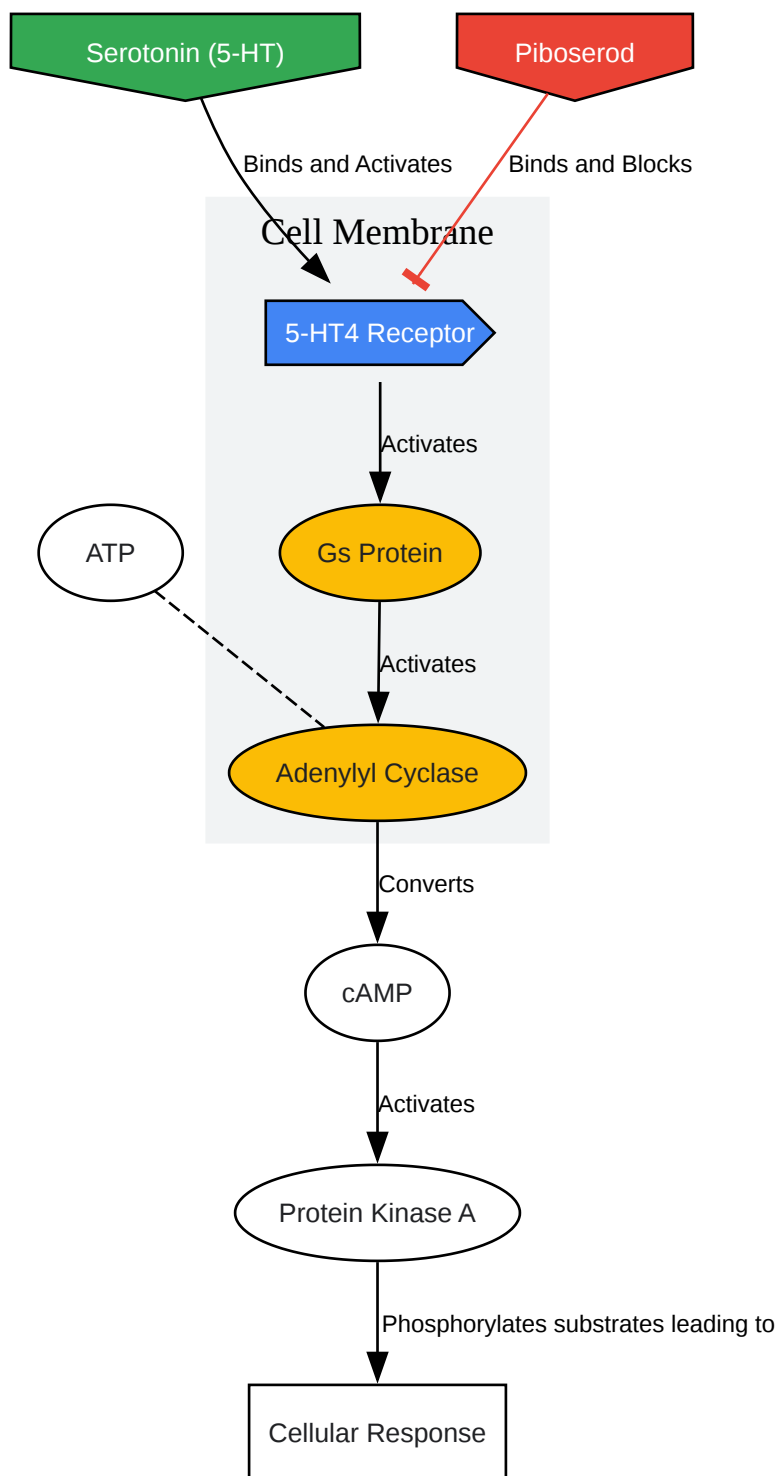 Serotonin (5-HT)
Piboserod
Binds and Activates
Binds and Blocks
Cell Membrane
5-HT4 Receptor
Activates
ATP
Gs Protein
Activates
Adenylyl Cyclase
Converts
cAMP
Activates
Protein Kinase A
Phosphorylates substrates leading to
Cellular Response